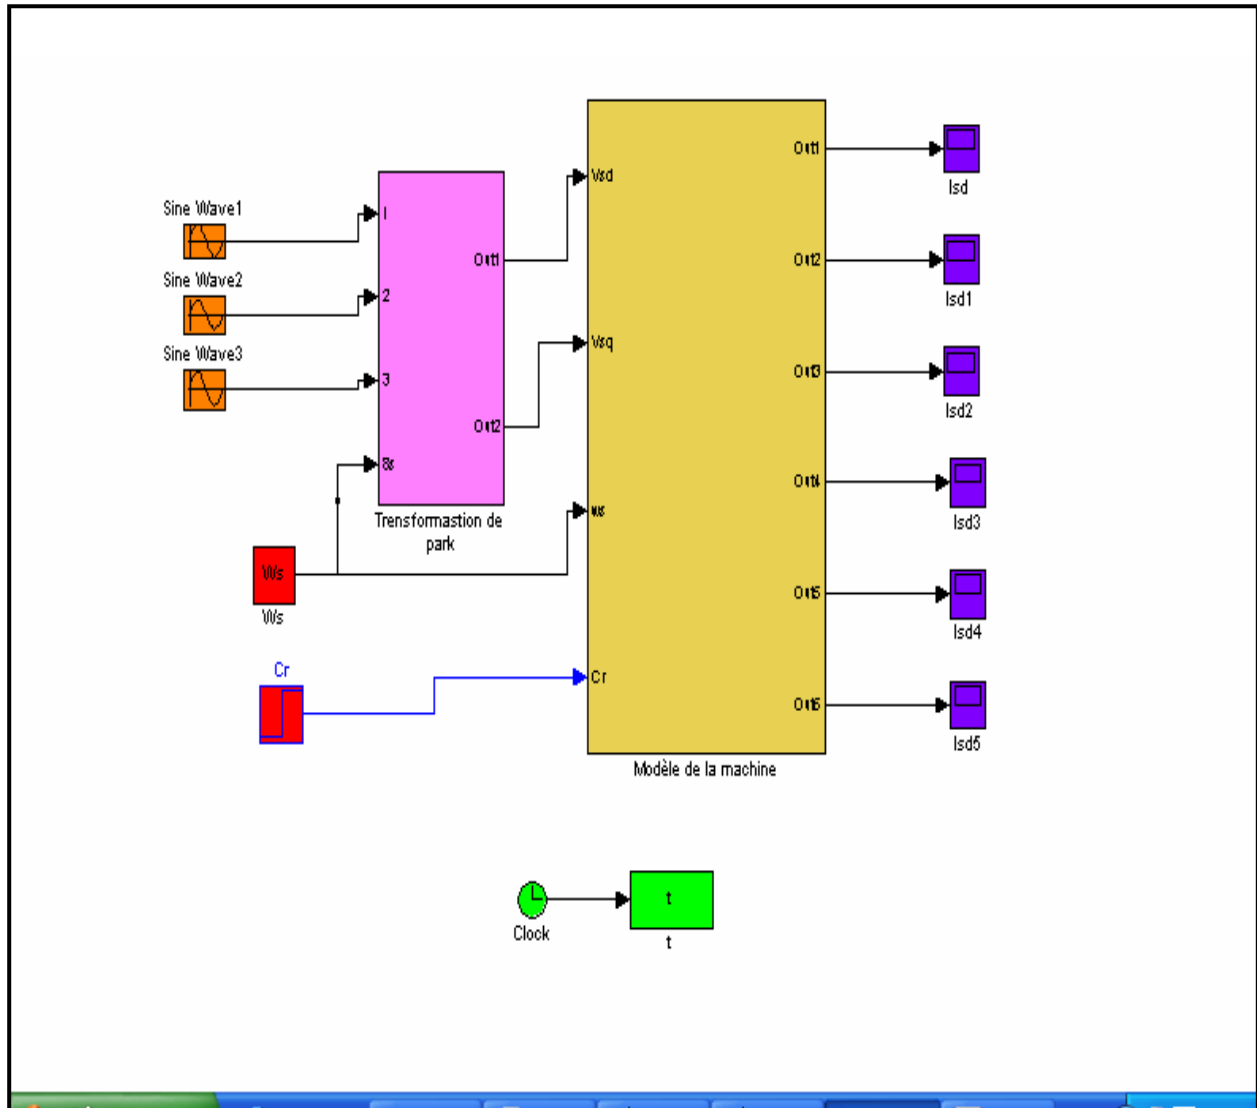 Sine Wave1
Sine Wave2
Sine Wave3
1
2
3
8s
Out1
Out2
Trensformastion de
park
Ws
Ws
Cr
Vsd
Vsq
ws
Cr
Out1
Out2
Out3
Out4
Out5
Out6
Modèle de la machine
Isd
Isd1
Isd2
Isd3
Isd4
Isd5
Clock
t
t